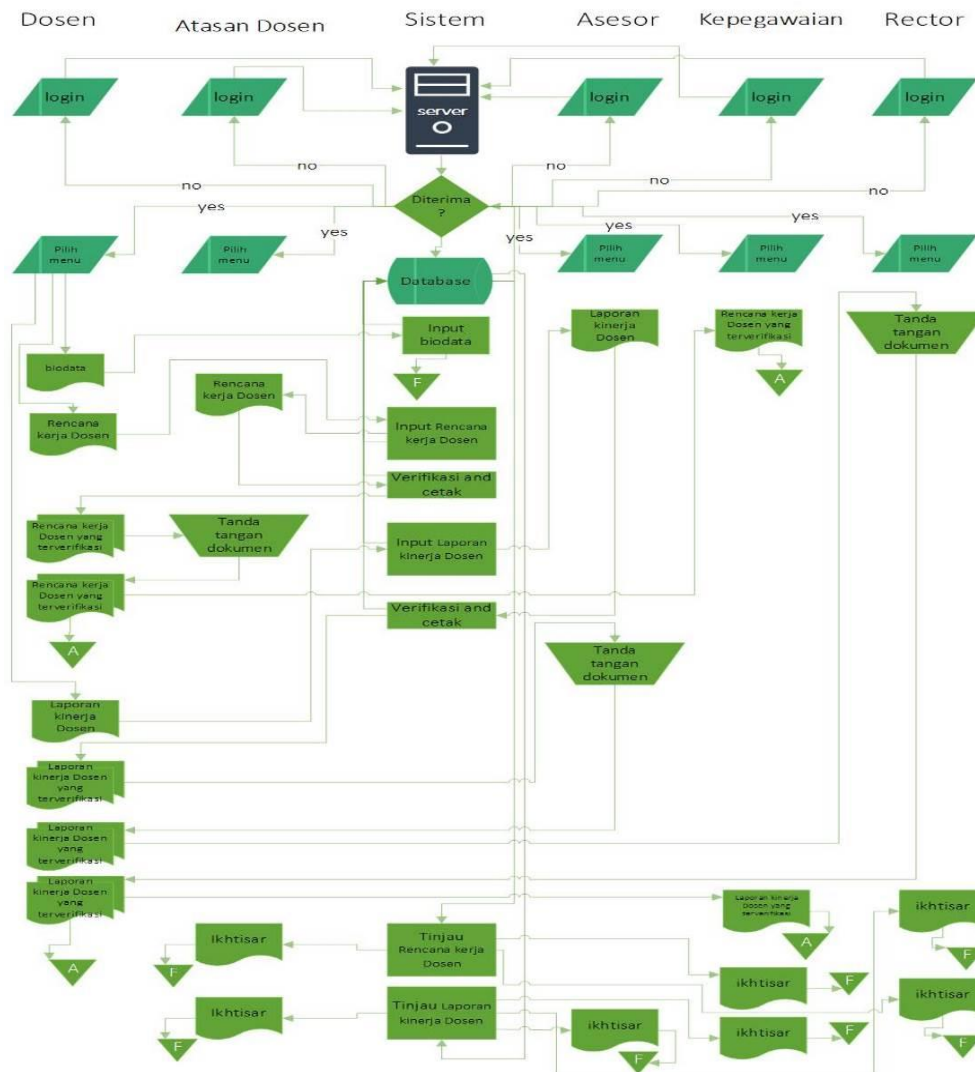 Dosen
Atasan Dosen
Sistem
Asesor
Kepegawaian
Rector
login
login
server
login
login
login
no
no
no
no
no
Diterima
?
yes
yes
yes
yes
yes
Pilih
menu
Pilih
menu
Pilih
menu
Pilih
menu
Pilih
menu
Database
Input
biodata
F
Laporan
kinerja
Dosen
Rencana kerja
Dosen yang
terverifikasi
A
Tanda
tangan
dokumen
biodata
Rencana
kerja Dosen
Rencana
kerja Dosen
Input Rencana
kerja Dosen
Verifikasi and
cetak
Rencana kerja
Dosen yang
terverifikasi
Tanda
tangan
dokumen
Input Laporan
kinerja Dosen
Rencana kerja
Dosen yang
terverifikasi
A
Verifikasi and
cetak
Tanda
tangan
dokumen
Laporan
kinerja
Dosen
Laporan
kinerja Dosen
yang
terverifikasi
Laporan
kinerja Dosen
yang
terverifikasi
Laporan
kinerja Dosen
yang
terverifikasi
A
Laporan kinerja
Dosen yang
terverifikasi
A
ikhtisar
F
Ikhtisar
F
Tinjau
Rencana kerja
Dosen
ikhtisar
F
ikhtisar
F
Ikhtisar
F
Tinjau Laporan
kinerja Dosen
ikhtisar
F
ikhtisar
F